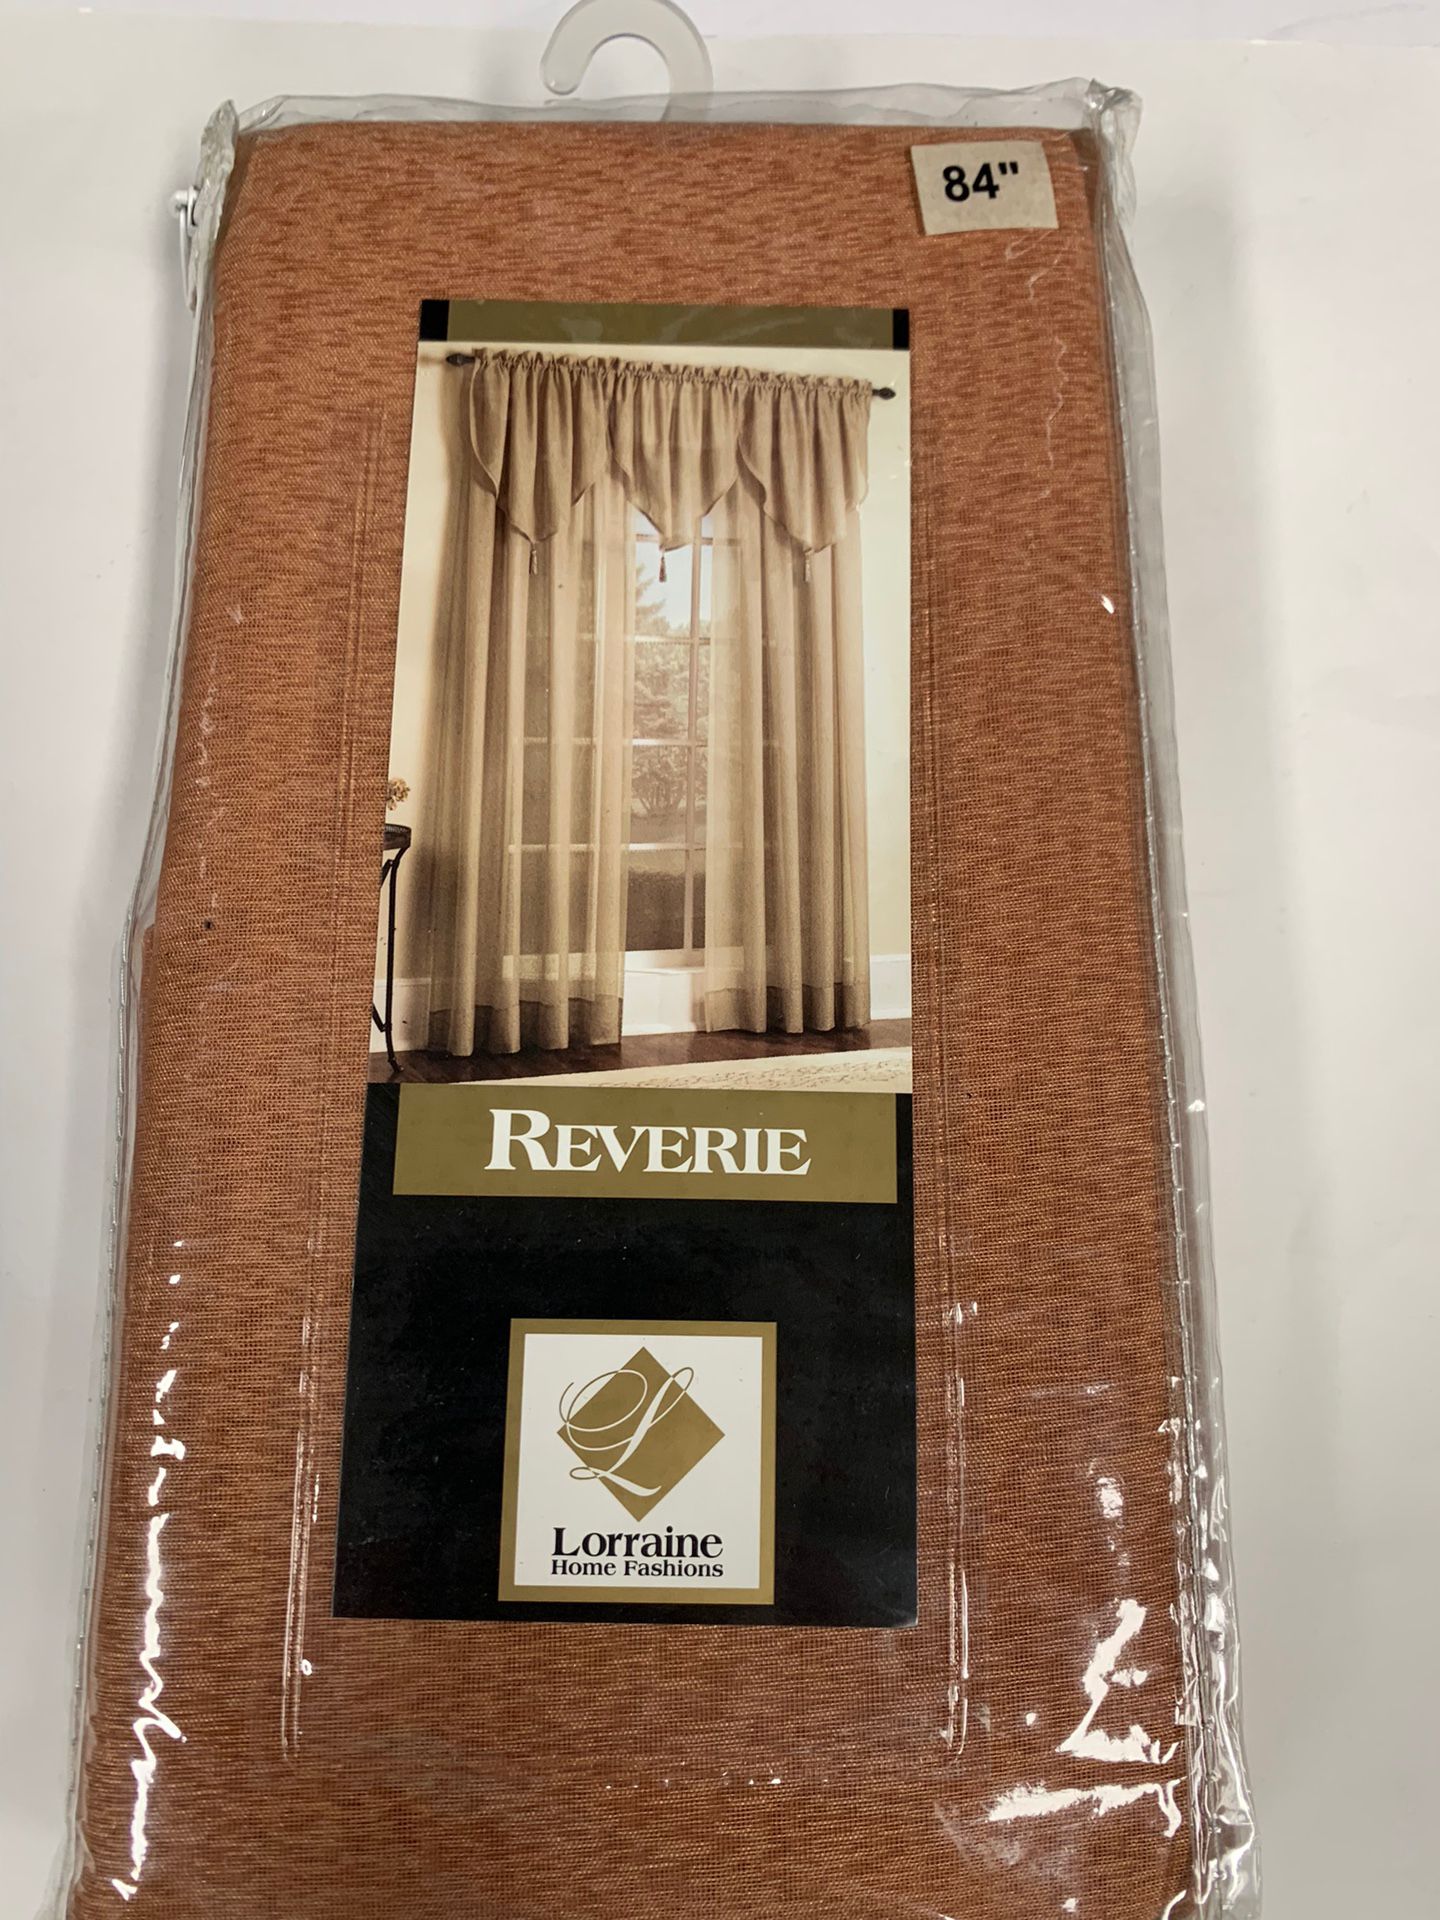 84"
REVERIE
L
Lorraine
Home Fashions